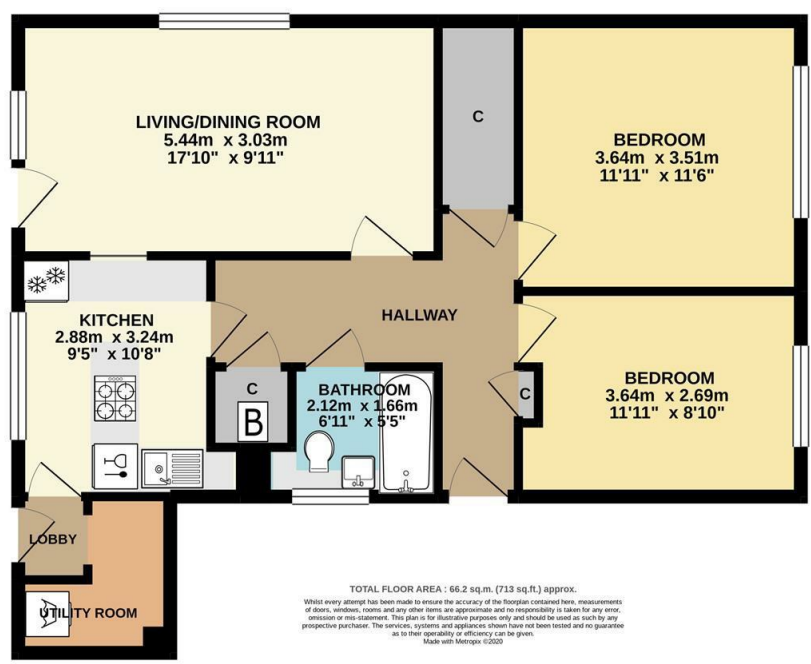 LIVING/DINING ROOM
5.44m x 3.03m
17'10" x 9'11"
C
BEDROOM
3.64m x 3.51m
11'11" x 11'6"
KITCHEN
2.88m x 3.24m
9'5" x 10'8"
HALLWAY
C
B
BATHROOM
2.12m x 1.66m
6'11" x 5'5"
C
BEDROOM
3.64m x 2.69m
11'11" x 8'10"
LOBBY
UTILITY ROOM
TOTAL FLOOR AREA : 66.2 sq.m. (713 sq.ft.) approx.
Whilst every attempt has been made to ensure the accuracy of the floorplan contained here, measurements
of doors, windows, rooms and any other items are approximate and no responsibility is taken for any error,
omission or mis-statement. This plan is for illustrative purposes only and should be used as such by any
prospective purchaser. The services, systems and appliances shown have not been tested and no guarantee
as to their operability or efficiency can be given.
Made with Metropix ©2020